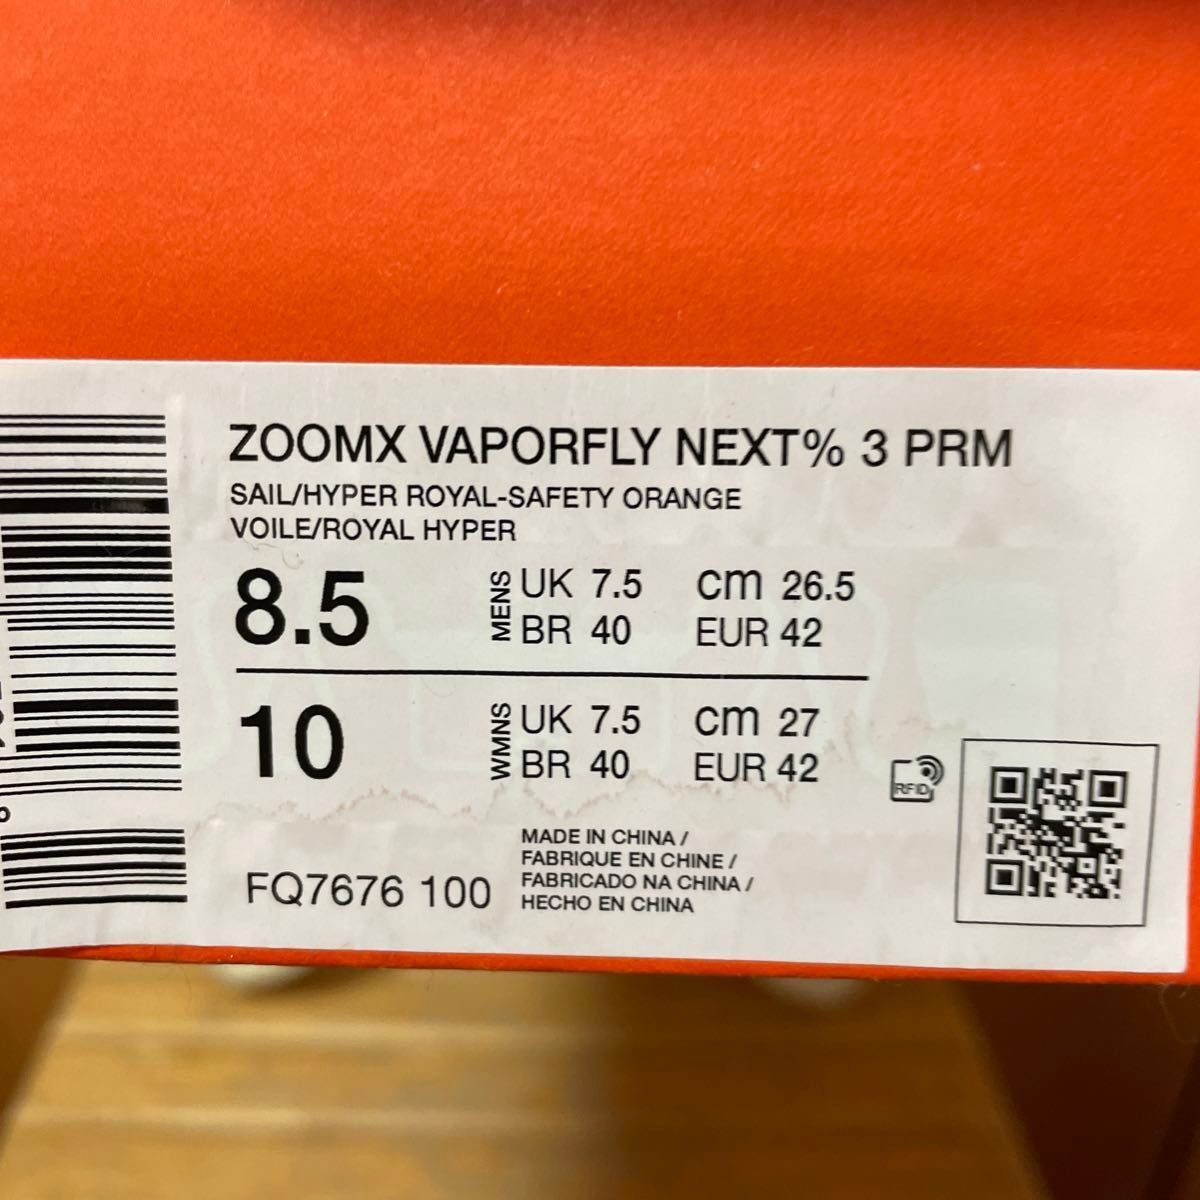 ZOOMX VAPORFLY NEXT% 3 PRM
SAIL/HYPER ROYAL-SAFETY ORANGE
VOILE/ROYAL HYPER
8.5 MENS UK 7.5 cm 26.5
BR 40 EUR 42
10 WMNS UK 7.5 cm 27
BR 40 EUR 42
RFID
FQ7676 100
MADE IN CHINA /
FABRIQUE EN CHINE /
FABRICADO NA CHINA /
HECHO EN CHINA